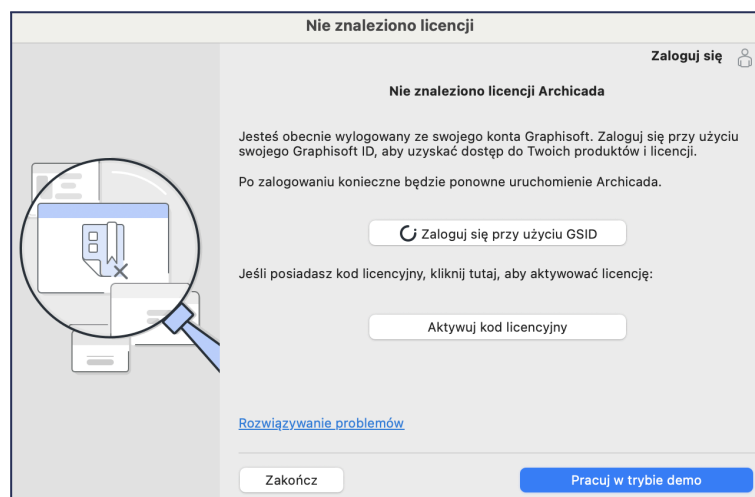 Nie znaleziono licencji
Zaloguj się
Nie znaleziono licencji Archicada
Jesteś obecnie wylogowany ze swojego konta Graphisoft. Zaloguj się przy użyciu
swojego Graphisoft ID, aby uzyskać dostęp do Twoich produktów i licencji.
Po zalogowaniu konieczne będzie ponowne uruchomienie Archicada.
Zaloguj się przy użyciu GSID
Jeśli posiadasz kod licencyjny, kliknij tutaj, aby aktywować licencję:
Aktywuj kod licencyjny
Rozwiązywanie problemów
Zakończ
Pracuj w trybie demo